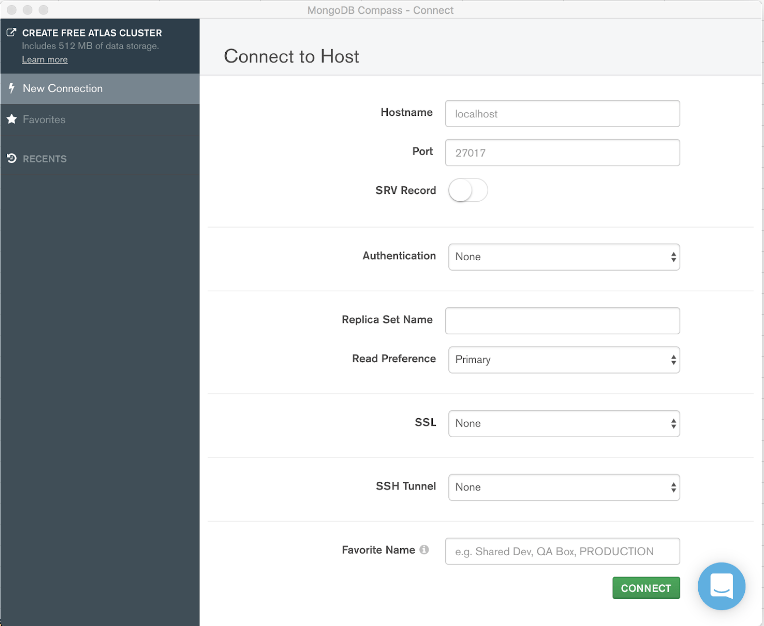 MongoDB Compass - Connect
CREATE FREE ATLAS CLUSTER
Includes 512 MB of data storage.
Learn more
New Connection
Favorites
RECENTS
Connect to Host
Hostname localhost
Port 27017
SRV Record
Authentication None
Replica Set Name
Read Preference Primary
SSL None
SSH Tunnel None
Favorite Name e.g. Shared Dev, QA Box, PRODUCTION
CONNECT